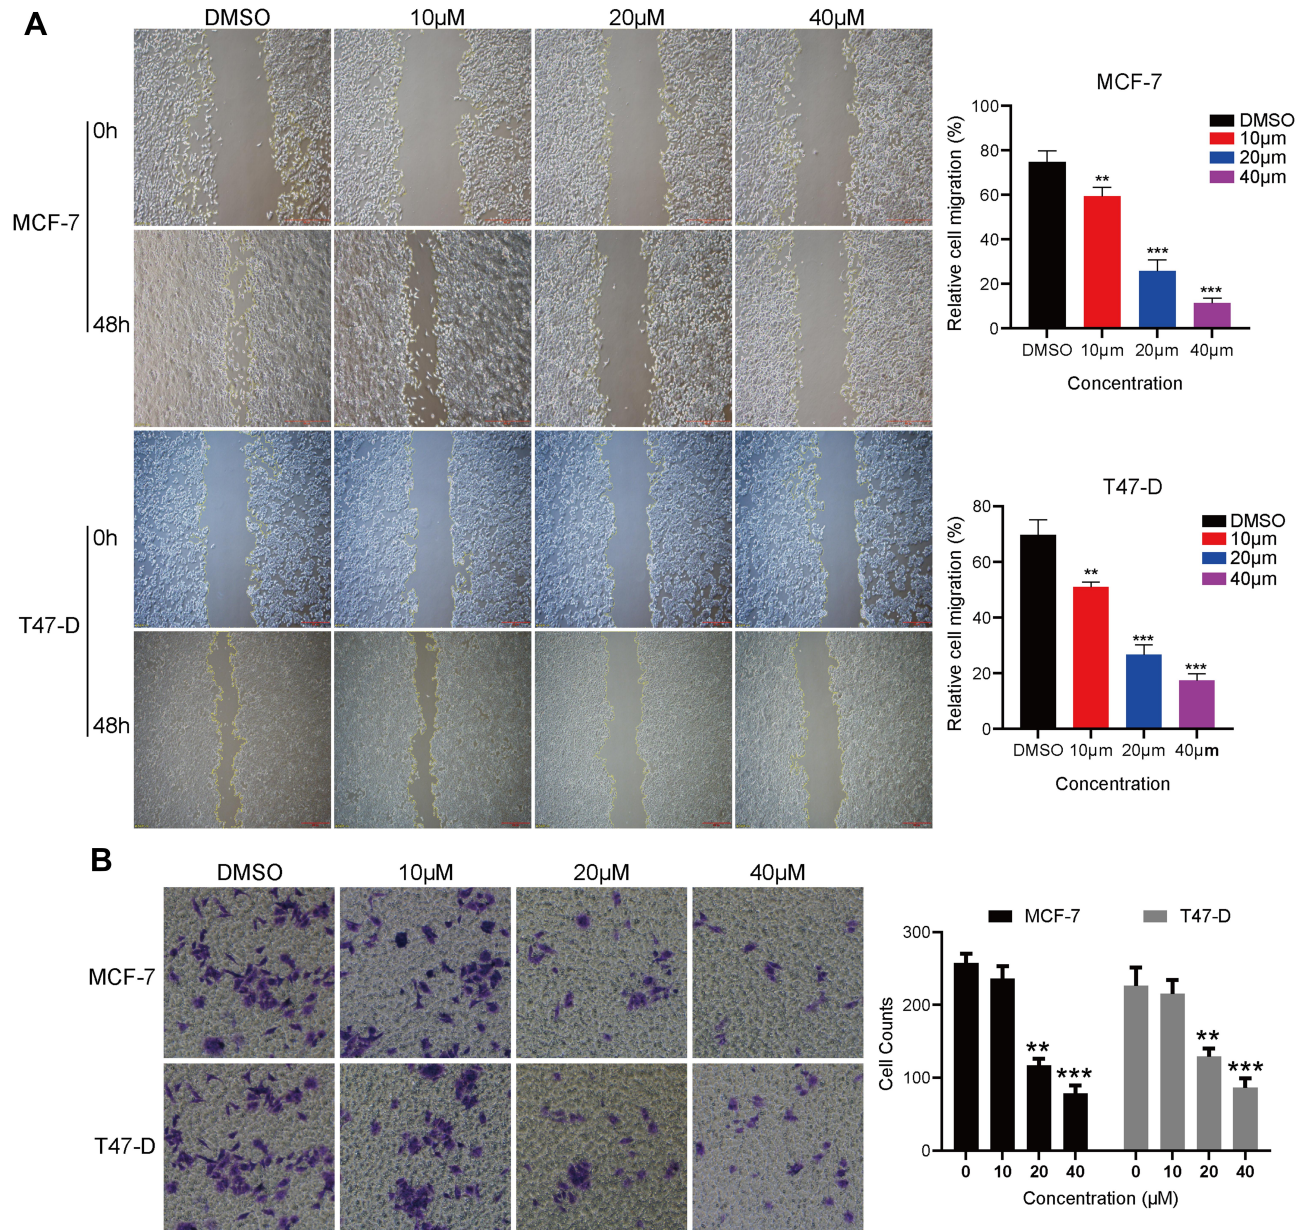 A
DMSO 10µM 20µM 40µM
MCF-7
0h
48h
T47-D
0h
48h
MCF-7
Relative cell migration (%)
100
80
60
40
20
0
**
***
***
DMSO
10µm
20µm
40µm
DMSO 10µm 20µm 40µm
Concentration
T47-D
Relative cell migration (%)
80
60
40
20
0
**
***
***
DMSO
10µm
20µm
40µm
DMSO 10µm 20µm 40µm
Concentration
B
DMSO 10µM 20µM 40µM
MCF-7
T47-D
MCF-7 T47-D
Cell Counts
300
200
100
0
**
***
**
***
0 10 20 40 0 10 20 40
Concentration (µM)